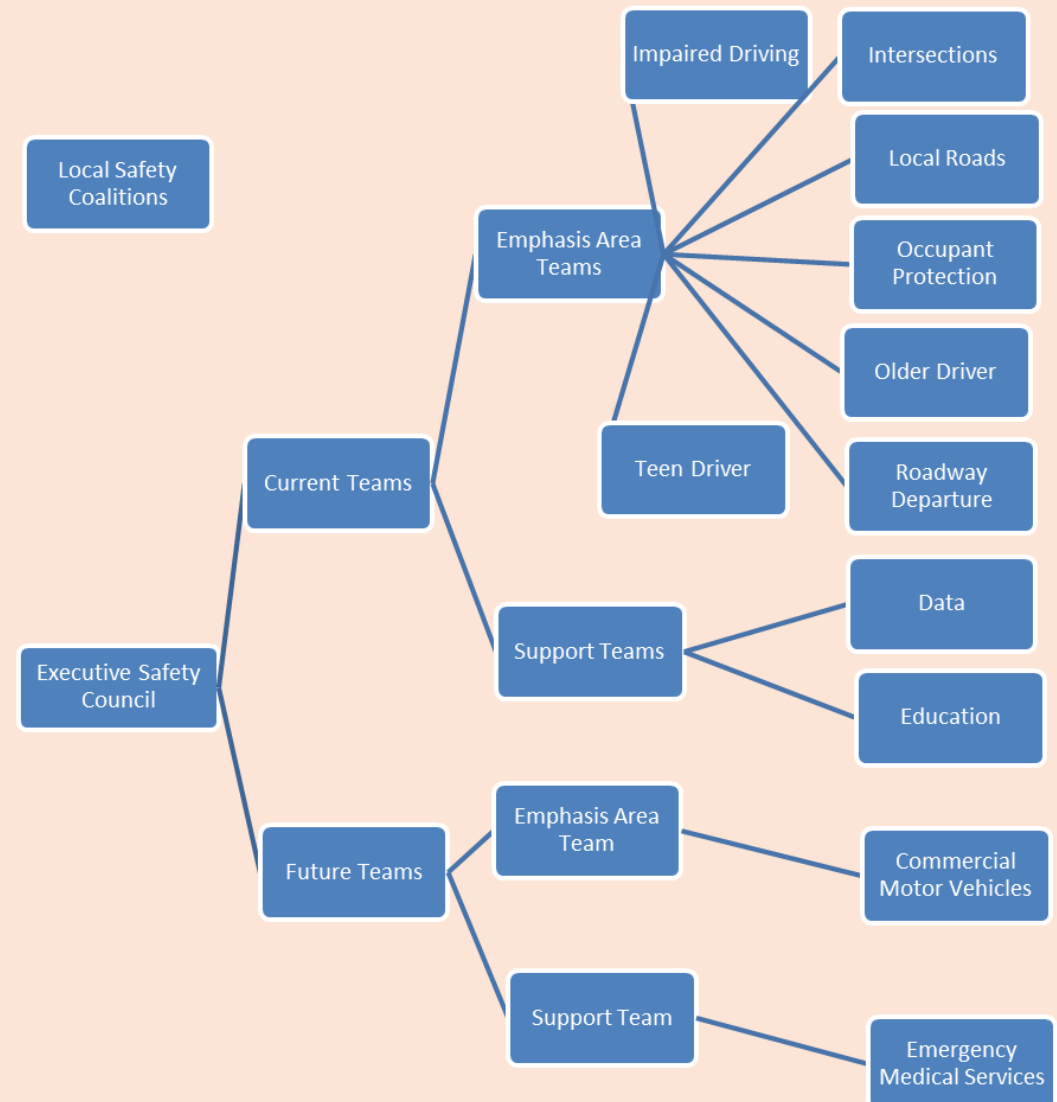 Impaired Driving
Intersections
Local Safety
Coalitions
Local Roads
Emphasis Area
Teams
Occupant
Protection
Older Driver
Current Teams
Teen Driver
Roadway
Departure
Support Teams
Data
Education
Executive Safety
Council
Future Teams
Emphasis Area
Team
Commercial
Motor Vehicles
Support Team
Emergency
Medical Services